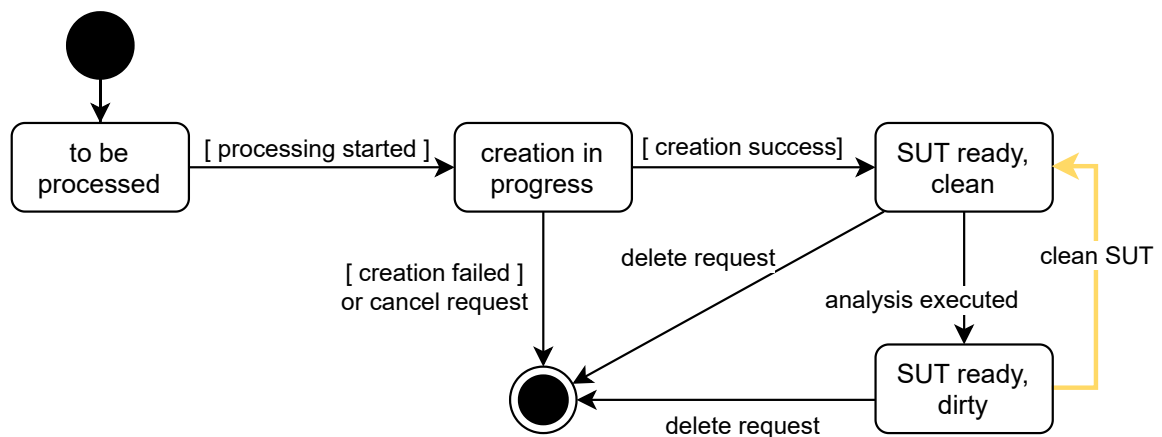 to be
processed
[ processing started ]
creation in
progress
[ creation success]
SUT ready,
clean
[ creation failed ]
or cancel request
delete request
analysis executed
clean SUT
SUT ready,
dirty
delete request